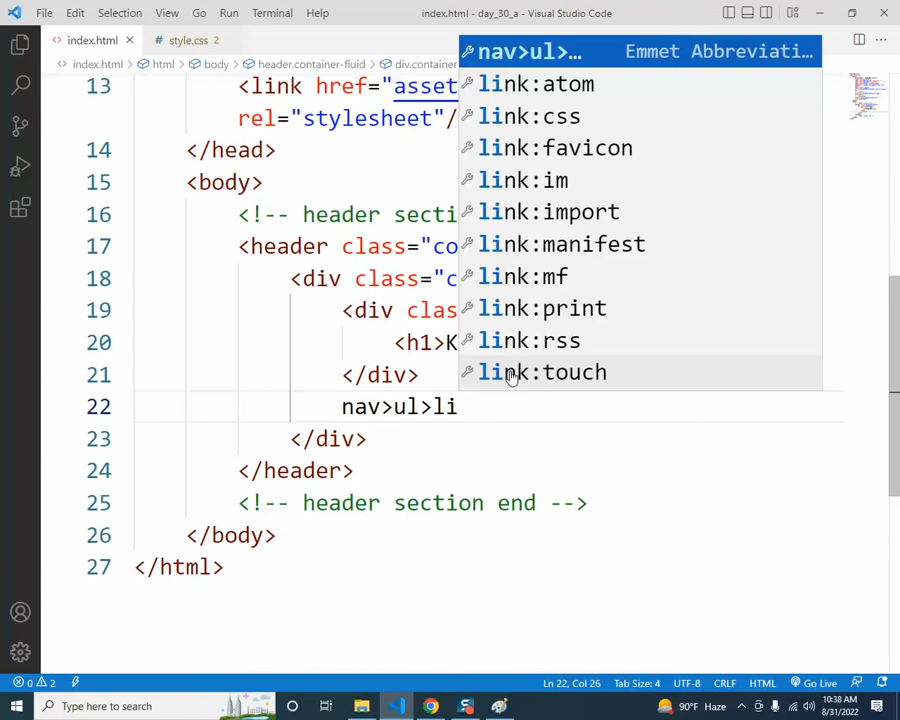 File Edit Selection View Go Run Terminal Help index.html - day_30_a - Visual Studio Code
index.html style.css 2
index.html > html > body > header.container-fluid > div.container
nav>ul>… Emmet Abbreviati…
link:atom
link:css
link:favicon
link:im
link:import
link:manifest
link:mf
link:print
link:rss
link:touch
13 <link href="asset
rel="stylesheet"/
14 </head>
15 <body>
16 <!-- header secti
17 <header class="co
18 <div class="c
19 <div clas
20 <h1>K
21 </div>
22 nav>ul>li
23 </div>
24 </header>
25 <!-- header section end -->
26 </body>
27 </html>
0 2 Ln 22, Col 26 Tab Size: 4 UTF-8 CRLF HTML Go Live
Type here to search 90°F Haze 10:38 AM
8/31/2022